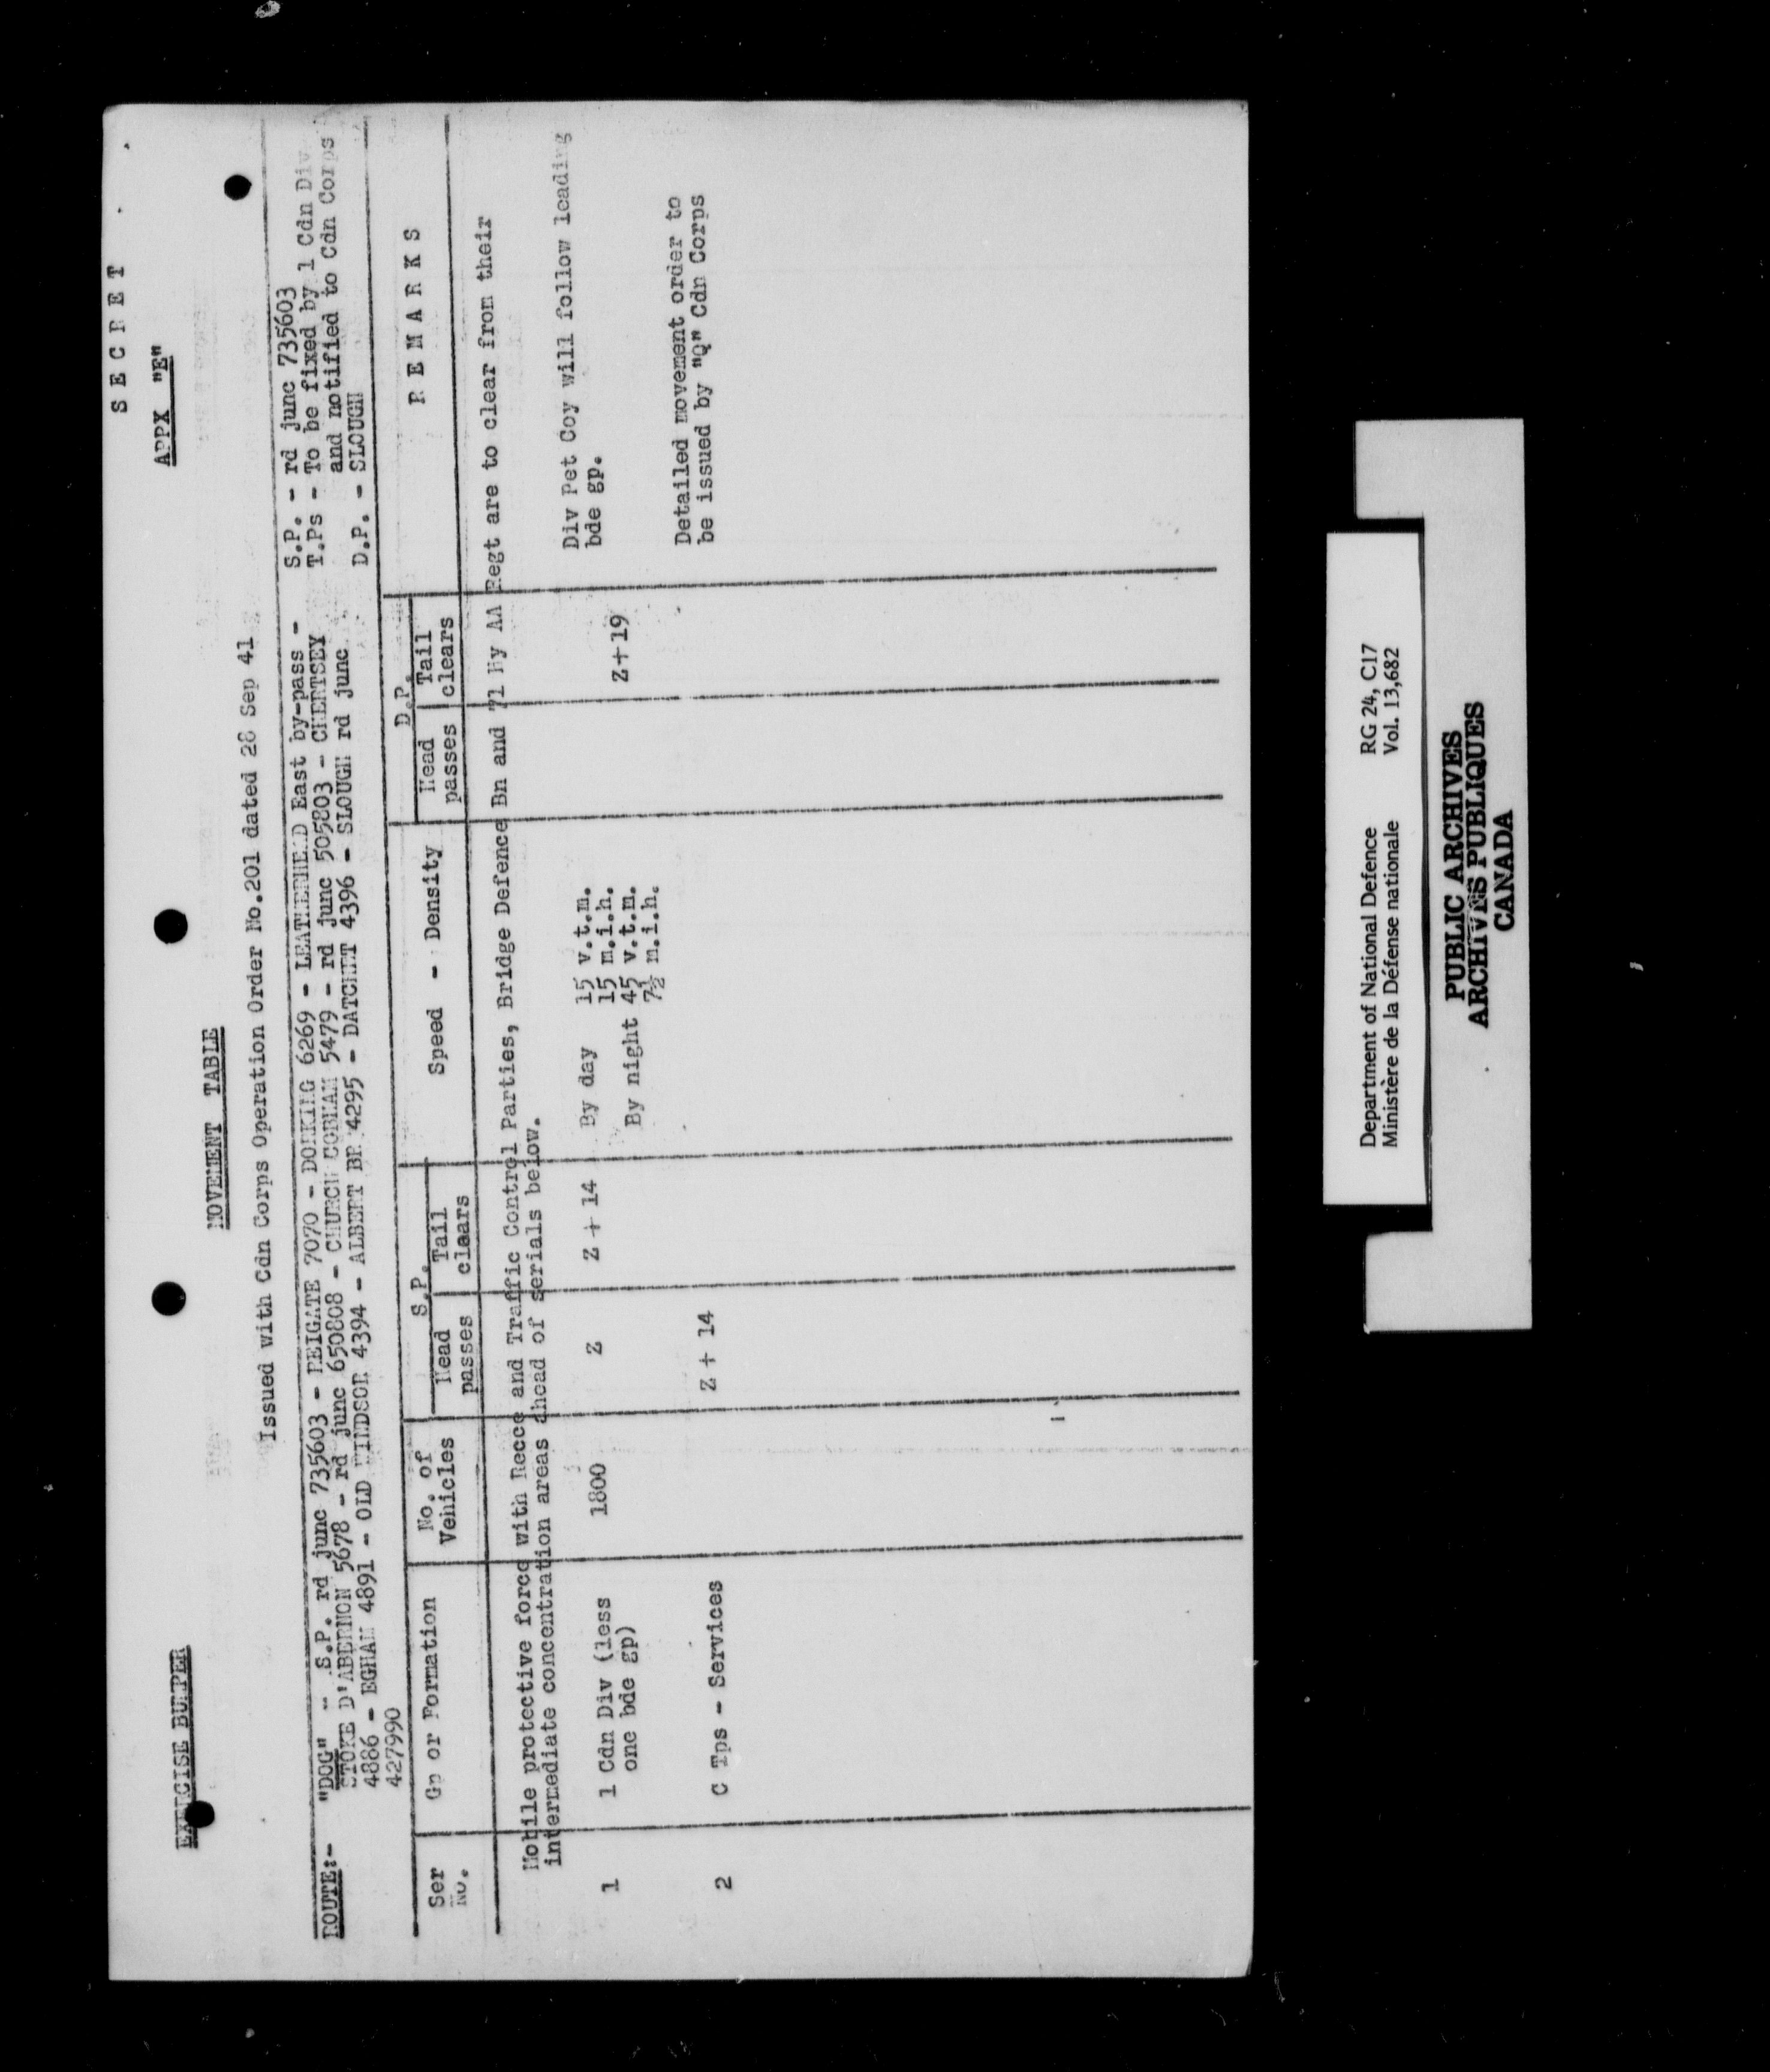 SECRET
EXERCISE BUMPER
APPX "E"
MOVEMENT TABLE
Issued with Cdn Corps Operation Order No.201 dated 28 Sep 41
ROUTE:- "DOG" - S.P. rd junc 735603 - REIGATE 7070 - DORKING 6269 - LEATHERHEAD East by-pass -
STOKE D'ABERNON 5678 - rd junc 650808 - CHURCH COBHAM 5479 - rd junc 505803 - CHERTSEY
4886 - EGHAM 4891 - OLD WINDSOR 4394 - ALBERT BR 4295 - DATCHET 4396 - SLOUGH rd junc
427990
S.P. - rd junc 735603
T.Ps - To be fixed by 1 Cdn Div
and notified to Cdn Corps
D.P. - SLOUGH
Ser No.
Gp or Formation
No. of Vehicles
S.P.
Head passes
Tail claars
Speed - Density
D.P.
Head passes
Tail clears
REMARKS
Mobile protective force with Recce and Traffic Control Parties, Bridge Defence Bn and 71 Hy AA Regt are to clear from their
intermediate concentration areas ahead of serials below.
1
1 Cdn Div (less
one bde gp)
1800
Z
Z + 14
By day 15 v.t.m.
15 m.i.h.
By night 45 v.t.m.
7½ m.i.h.
Z+19
Div Pet Coy will follow leading
bde gp.
2
C Tps - Services
Z + 14
Detailed movement order to
be issued by "Q" Cdn Corps
Department of National Defence RG 24, C17
Ministère de la Défense nationale Vol. 13,682
PUBLIC ARCHIVES
ARCHIVES PUBLIQUES
CANADA